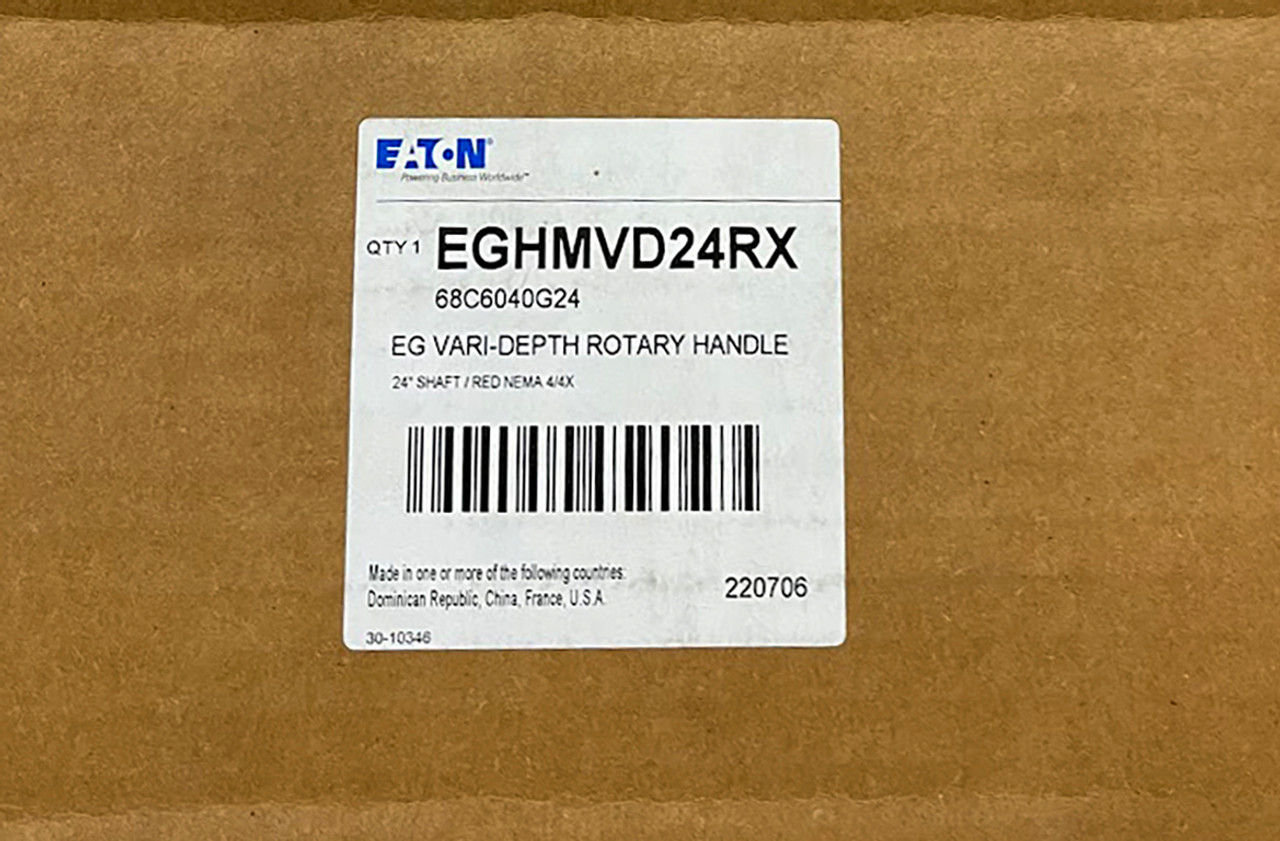 EATON®
Powering Business Worldwide™
QTY 1 EGHMVD24RX
68C6040G24
EG VARI-DEPTH ROTARY HANDLE
24" SHAFT / RED NEMA 4/4X
Made in one or more of the following countries:
Dominican Republic, China, France, U.S.A.
220706
30-10346